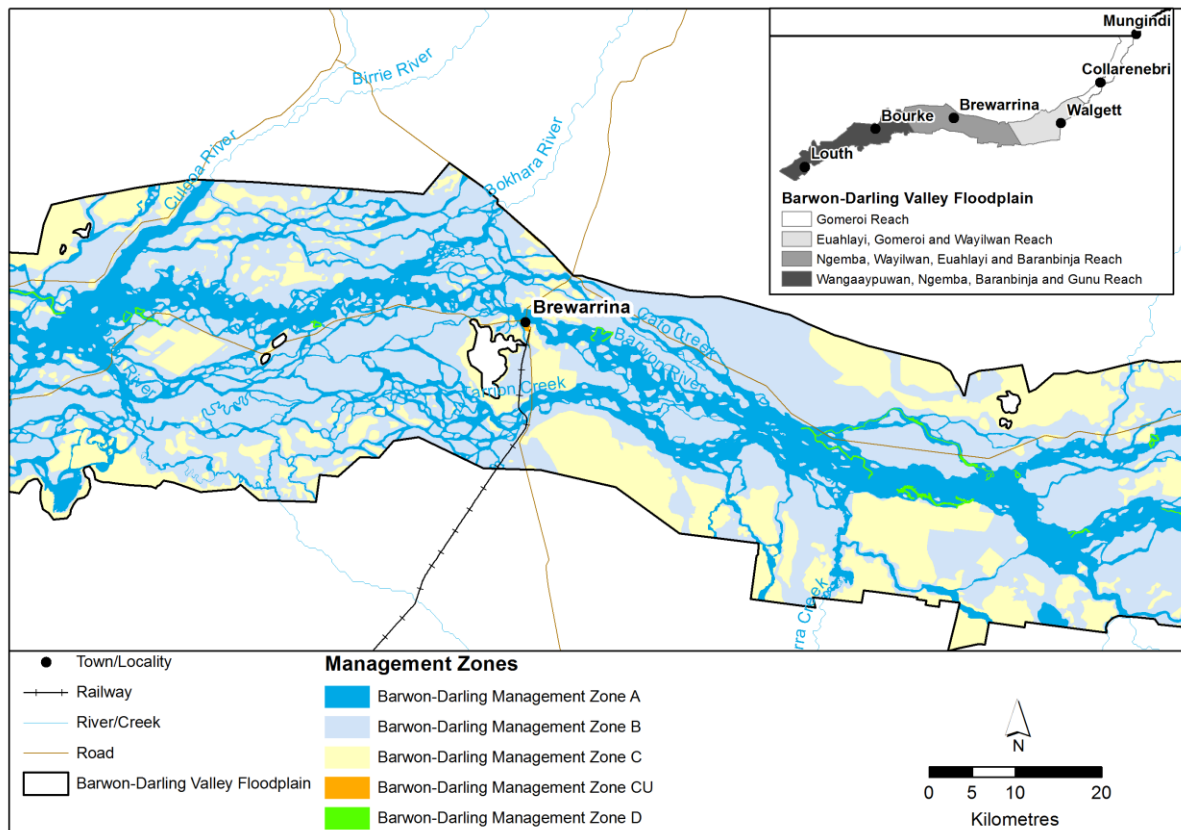 Mungindi
Collarenebri
Brewarrina
Walgett
Bourke
Louth
Barwon-Darling Valley Floodplain
Gomeroi Reach
Euahlayi, Gomeroi and Wayilwan Reach
Ngemba, Wayilwan, Euahlayi and Baranbinja Reach
Wangaaypuwan, Ngemba, Baranbinja and Gunu Reach
Birrie River
Culgoa River
Bokhara River
Brewarrina
Cato Creek
Barwon River
River
Tarrion Creek
rra Creek
Town/Locality
Railway
River/Creek
Road
Barwon-Darling Valley Floodplain
Management Zones
Barwon-Darling Management Zone A
Barwon-Darling Management Zone B
Barwon-Darling Management Zone C
Barwon-Darling Management Zone CU
Barwon-Darling Management Zone D
N
0 5 10 20
Kilometres